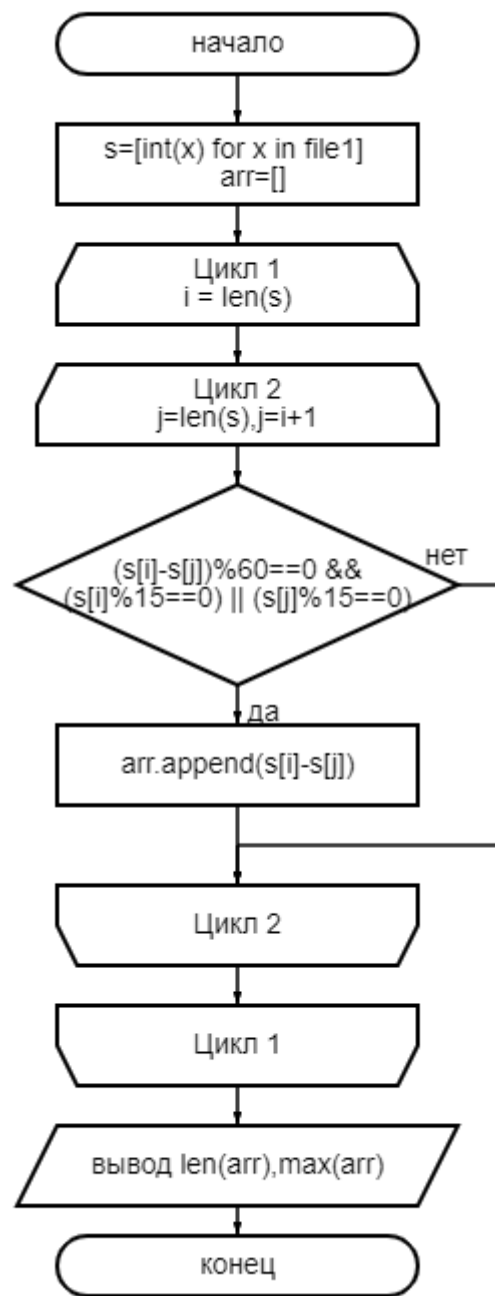 начало
s=[int(x) for x in file1]
arr=[]
Цикл 1
i = len(s)
Цикл 2
j=len(s),j=i+1
(s[i]-s[j])%60==0 &&
(s[i]%15==0) || (s[j]%15==0)
нет
да
arr.append(s[i]-s[j])
Цикл 2
Цикл 1
вывод len(arr),max(arr)
конец